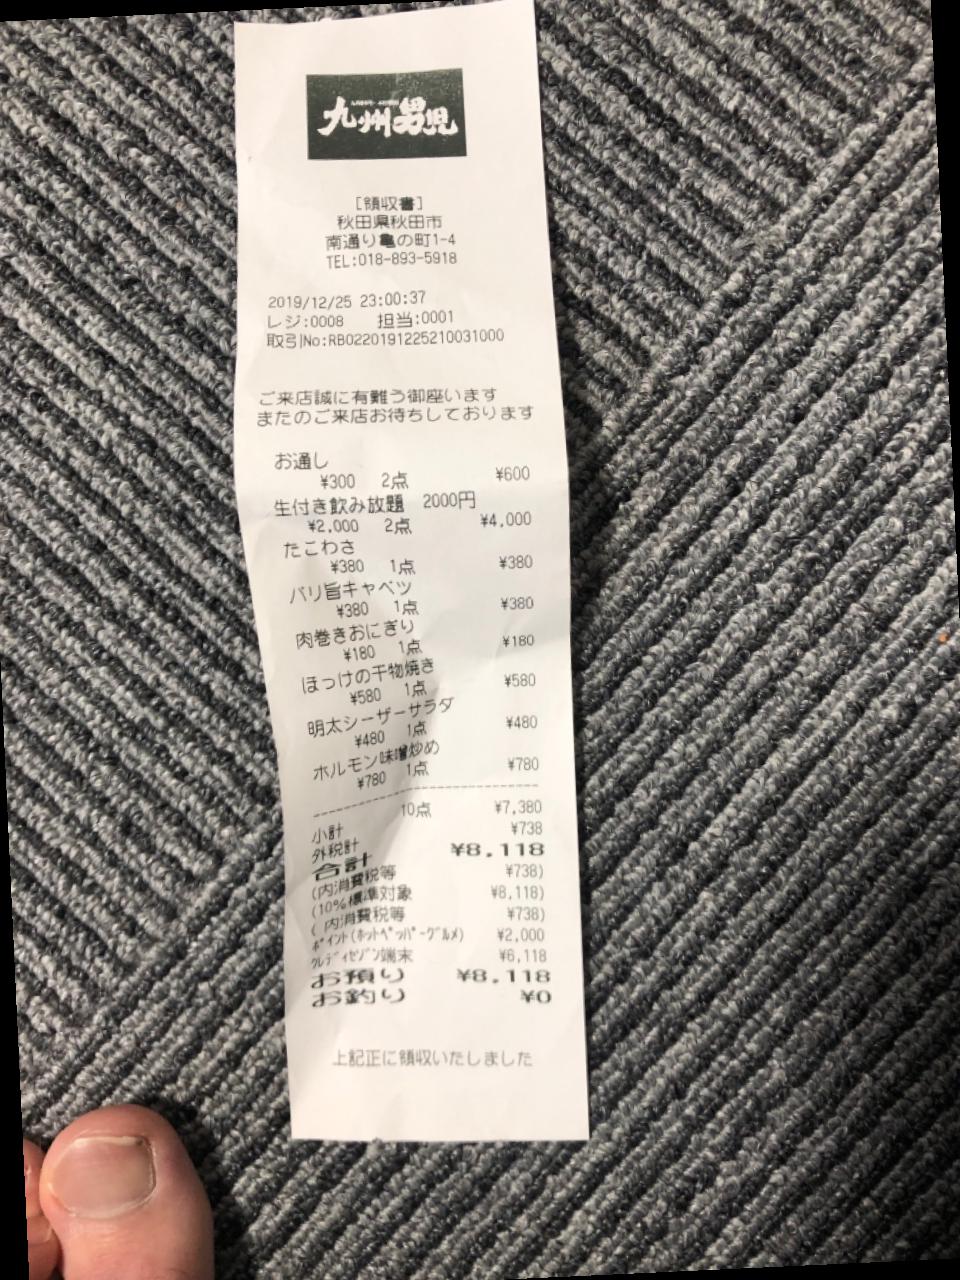 九州男児
[領収書]
秋田県秋田市
南通り亀の町1-4
TEL:018-893-5918
2019/12/25 23:00:37
レジ:0008 担当:0001
取引No:RB0220191225210031000
ご来店誠に有難う御座います
またのご来店お待ちしております
お通し
¥300 2点 ¥600
生付き飲み放題 2000円
¥2,000 2点 ¥4,000
たこわさ
¥380 1点 ¥380
バリ旨キャベツ
¥380 1点 ¥380
肉巻きおにぎり
¥180 1点 ¥180
ほっけの干物焼き
¥580 1点 ¥580
明太シーザーサラダ
¥480 1点 ¥480
ホルモン味噌炒め
¥780 1点 ¥780
小計 10点 ¥7,380
外税計 ¥738
合計 ¥8,118
(内消費税等 ¥738)
(10%標準対象 ¥8,118)
( 内消費税等 ¥738)
ﾎﾟｲﾝﾄ(ﾎｯﾄﾍﾟｯﾊﾟｰｸﾞﾙﾒ) ¥2,000
ｸﾚﾃﾞｨｾｿﾞﾝ端末 ¥6,118
お預り ¥8,118
お釣り ¥0
上記正に領収いたしました